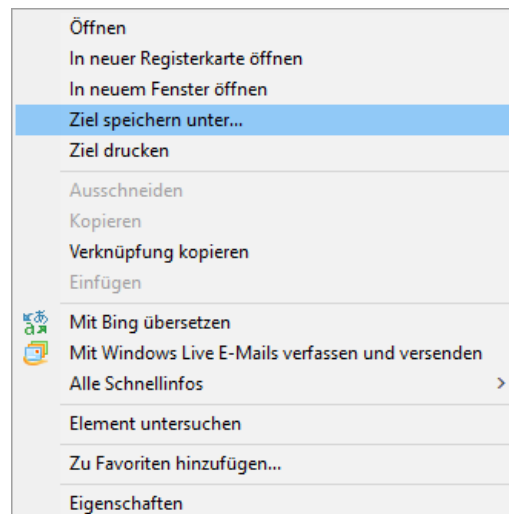 Öffnen
In neuer Registerkarte öffnen
In neuem Fenster öffnen
Ziel speichern unter...
Ziel drucken
Ausschneiden
Kopieren
Verknüpfung kopieren
Einfügen
Mit Bing übersetzen
Mit Windows Live E-Mails verfassen und versenden
Alle Schnellinfos
Element untersuchen
Zu Favoriten hinzufügen...
Eigenschaften